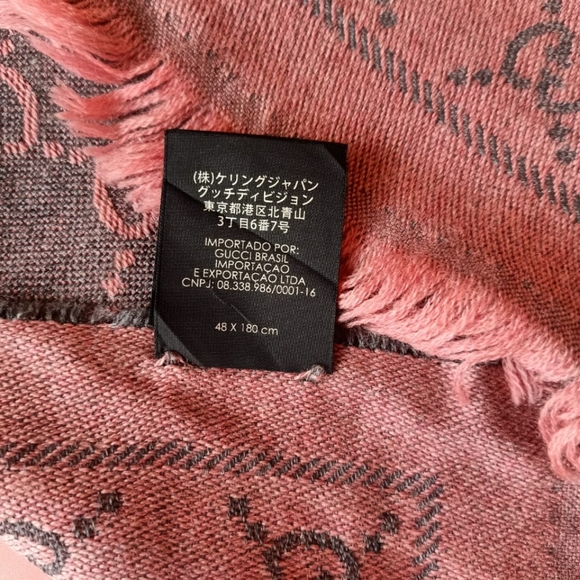 (株)ケリングジャパン
グッチディビジョン
東京都港区北青山
3丁目6番7号
IMPORTADO POR:
GUCCI BRASIL
IMPORTAÇAO
E EXPORTAÇAO LTDA
CNPJ: 08.338.986/0001-16
48 X 180 cm